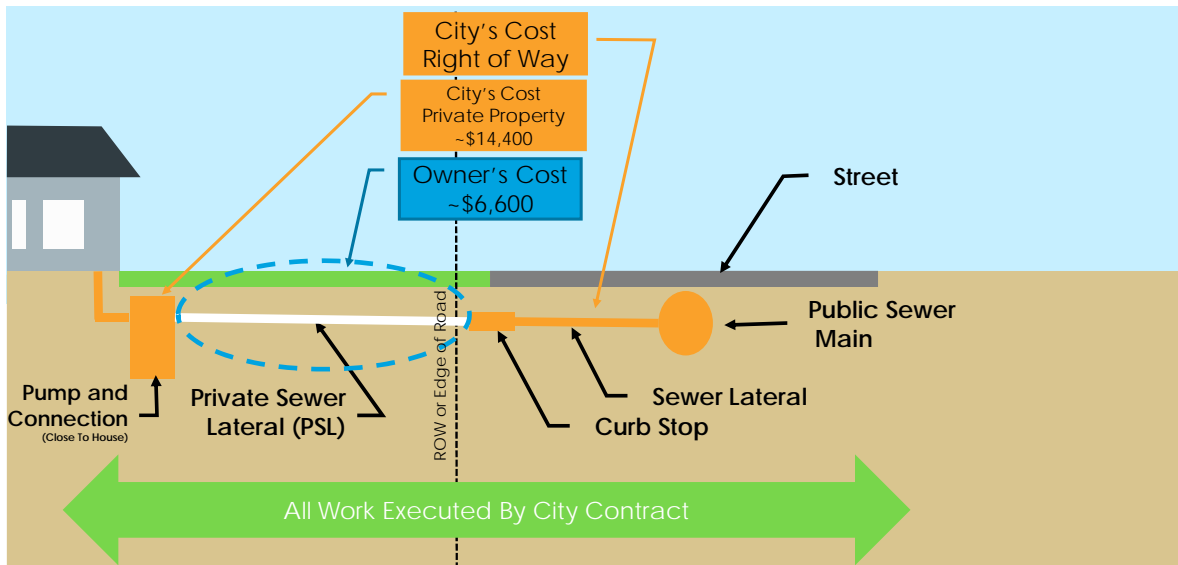 City's Cost
Right of Way
City's Cost
Private Property
~$14,400
Owner's Cost
~$6,600
Street
Public Sewer
Main
Pump and
Connection
(Close To House)
Private Sewer
Lateral (PSL)
ROW or Edge of Road
Sewer Lateral
Curb Stop
All Work Executed By City Contract